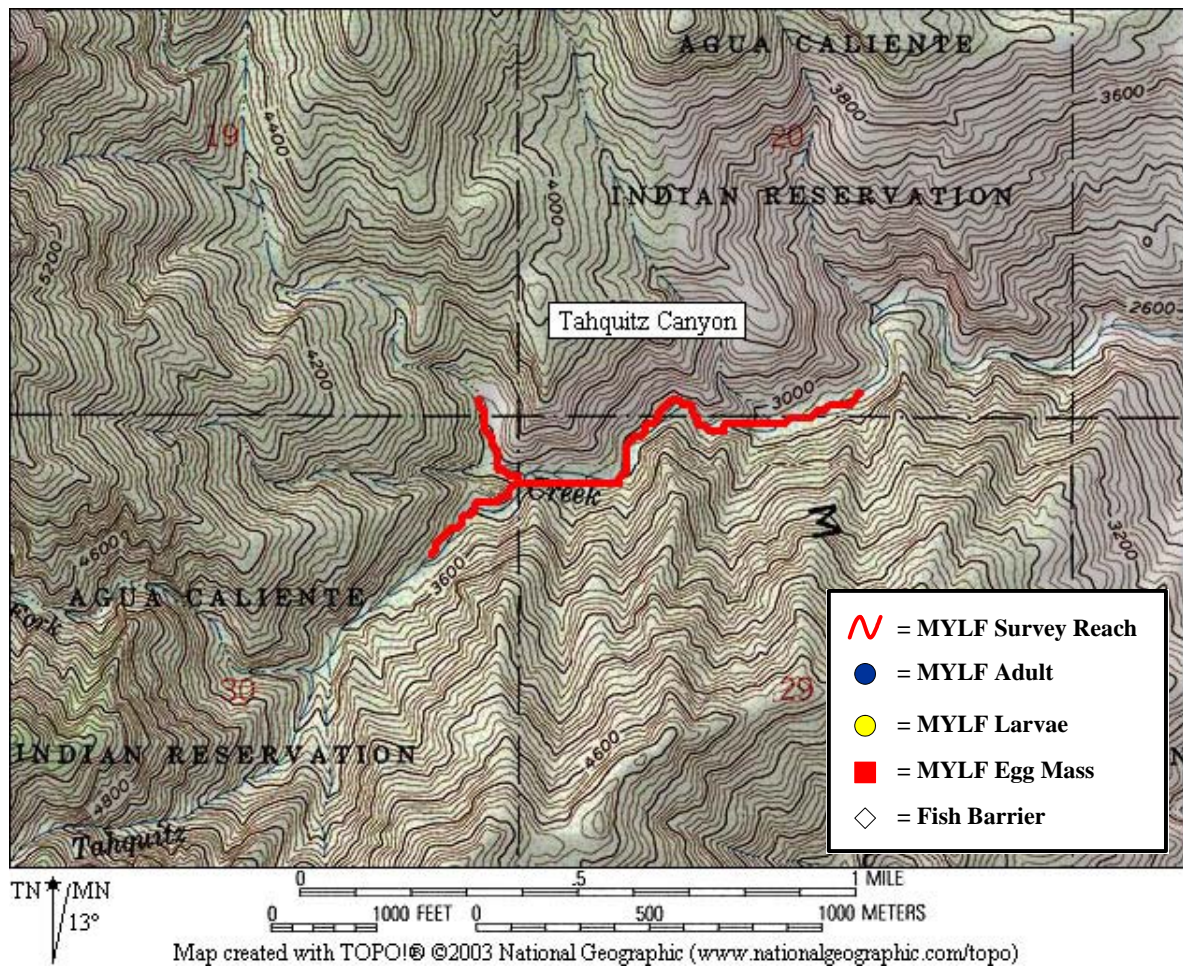 AGUA CALIENTE
3800
3600
19
4400
20
INDIAN RESERVATION
4000
5200
2600
Tahquitz Canyon
4200
3000
Creek
M
3200
4600
3600
AGUA CALIENTE
Fork
30
29
INDIAN RESERVATION
N
4600
4800
Tahquitz
= MYLF Survey Reach
= MYLF Adult
= MYLF Larvae
= MYLF Egg Mass
= Fish Barrier
TN MN
13°
0 .5 1 MILE
0 1000 FEET 0 500 1000 METERS
Map created with TOPO!® ©2003 National Geographic (www.nationalgeographic.com/topo)